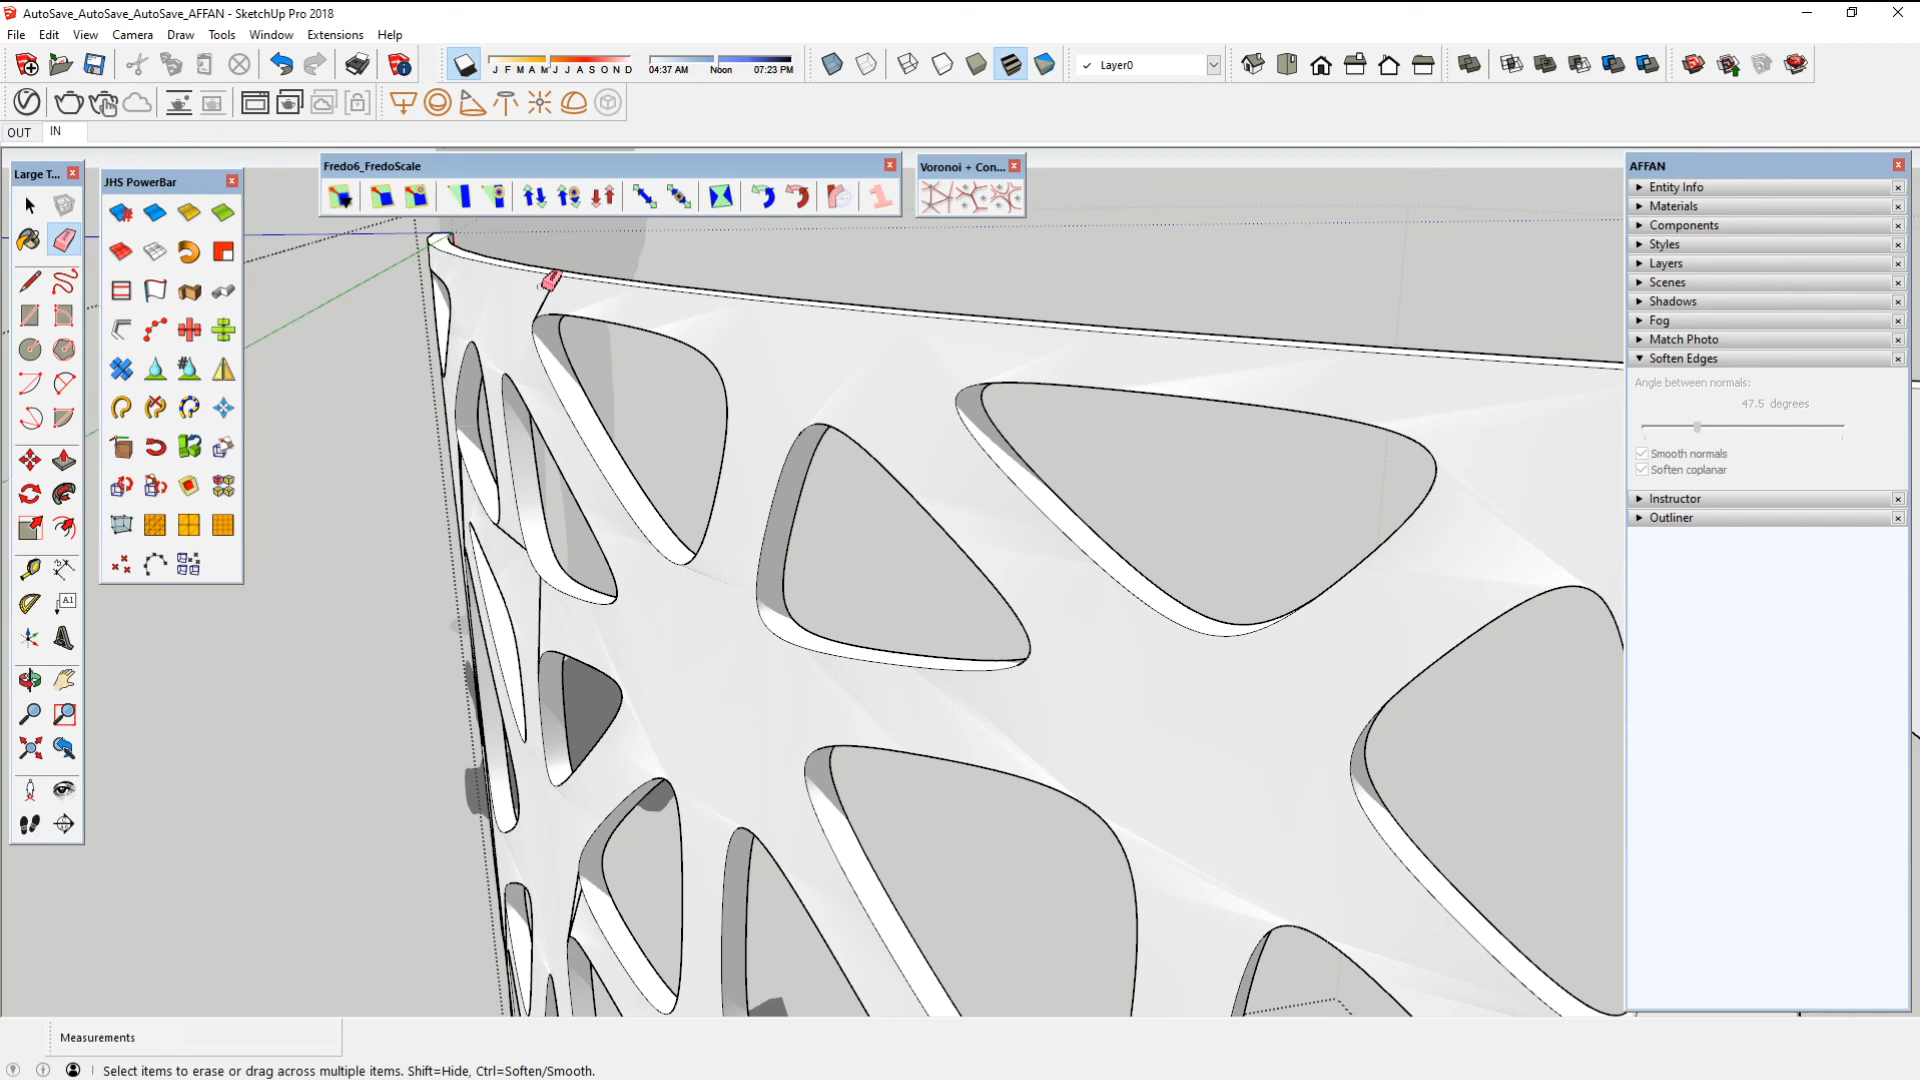 AutoSave_AutoSave_AutoSave_AFFAN - SketchUp Pro 2018
File Edit View Camera Draw Tools Window Extensions Help
J F M A M J J A S O N D
04:37 AM Noon 07:23 PM
Layer0
OUT IN
Large T...
JHS PowerBar
Fredo6_FredoScale
Voronoi + Con...
AFFAN
Entity Info
Materials
Components
Styles
Layers
Scenes
Shadows
Fog
Match Photo
Soften Edges
Angle between normals:
47.5 degrees
Smooth normals
Soften coplanar
Instructor
Outliner
A1
Measurements
Select items to erase or drag across multiple items. Shift=Hide, Ctrl=Soften/Smooth.